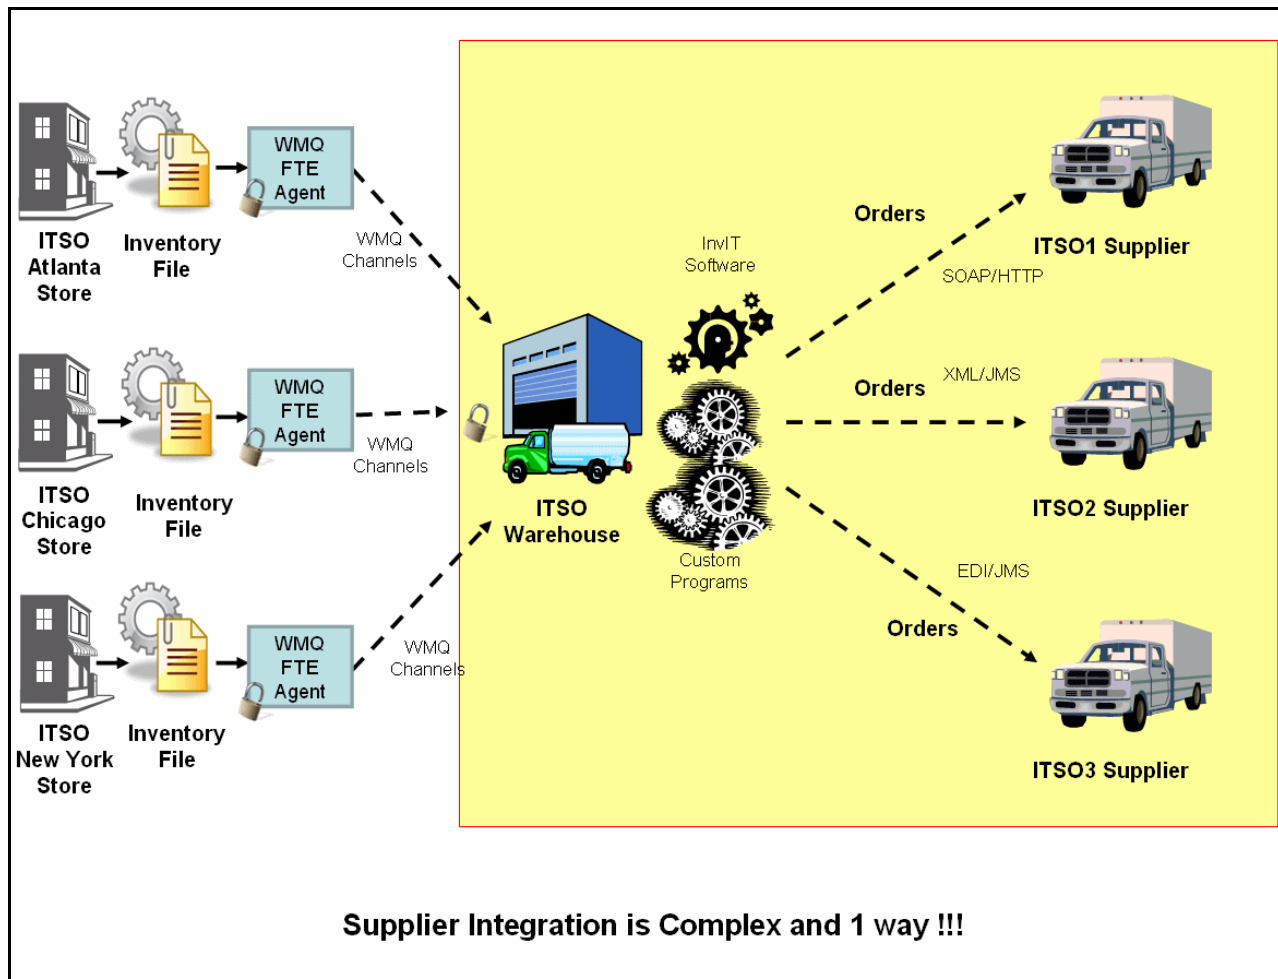 WMQ
FTE
Agent
ITSO
Atlanta
Store
Inventory
File
WMQ
Channels
InvIT
Software
Orders
SOAP/HTTP
ITSO1 Supplier
WMQ
FTE
Agent
ITSO
Chicago
Store
Inventory
File
WMQ
Channels
ITSO
Warehouse
Custom
Programs
XML/JMS
Orders
ITSO2 Supplier
WMQ
FTE
Agent
ITSO
New York
Store
Inventory
File
WMQ
Channels
EDI/JMS
Orders
ITSO3 Supplier
Supplier Integration is Complex and 1 way !!!